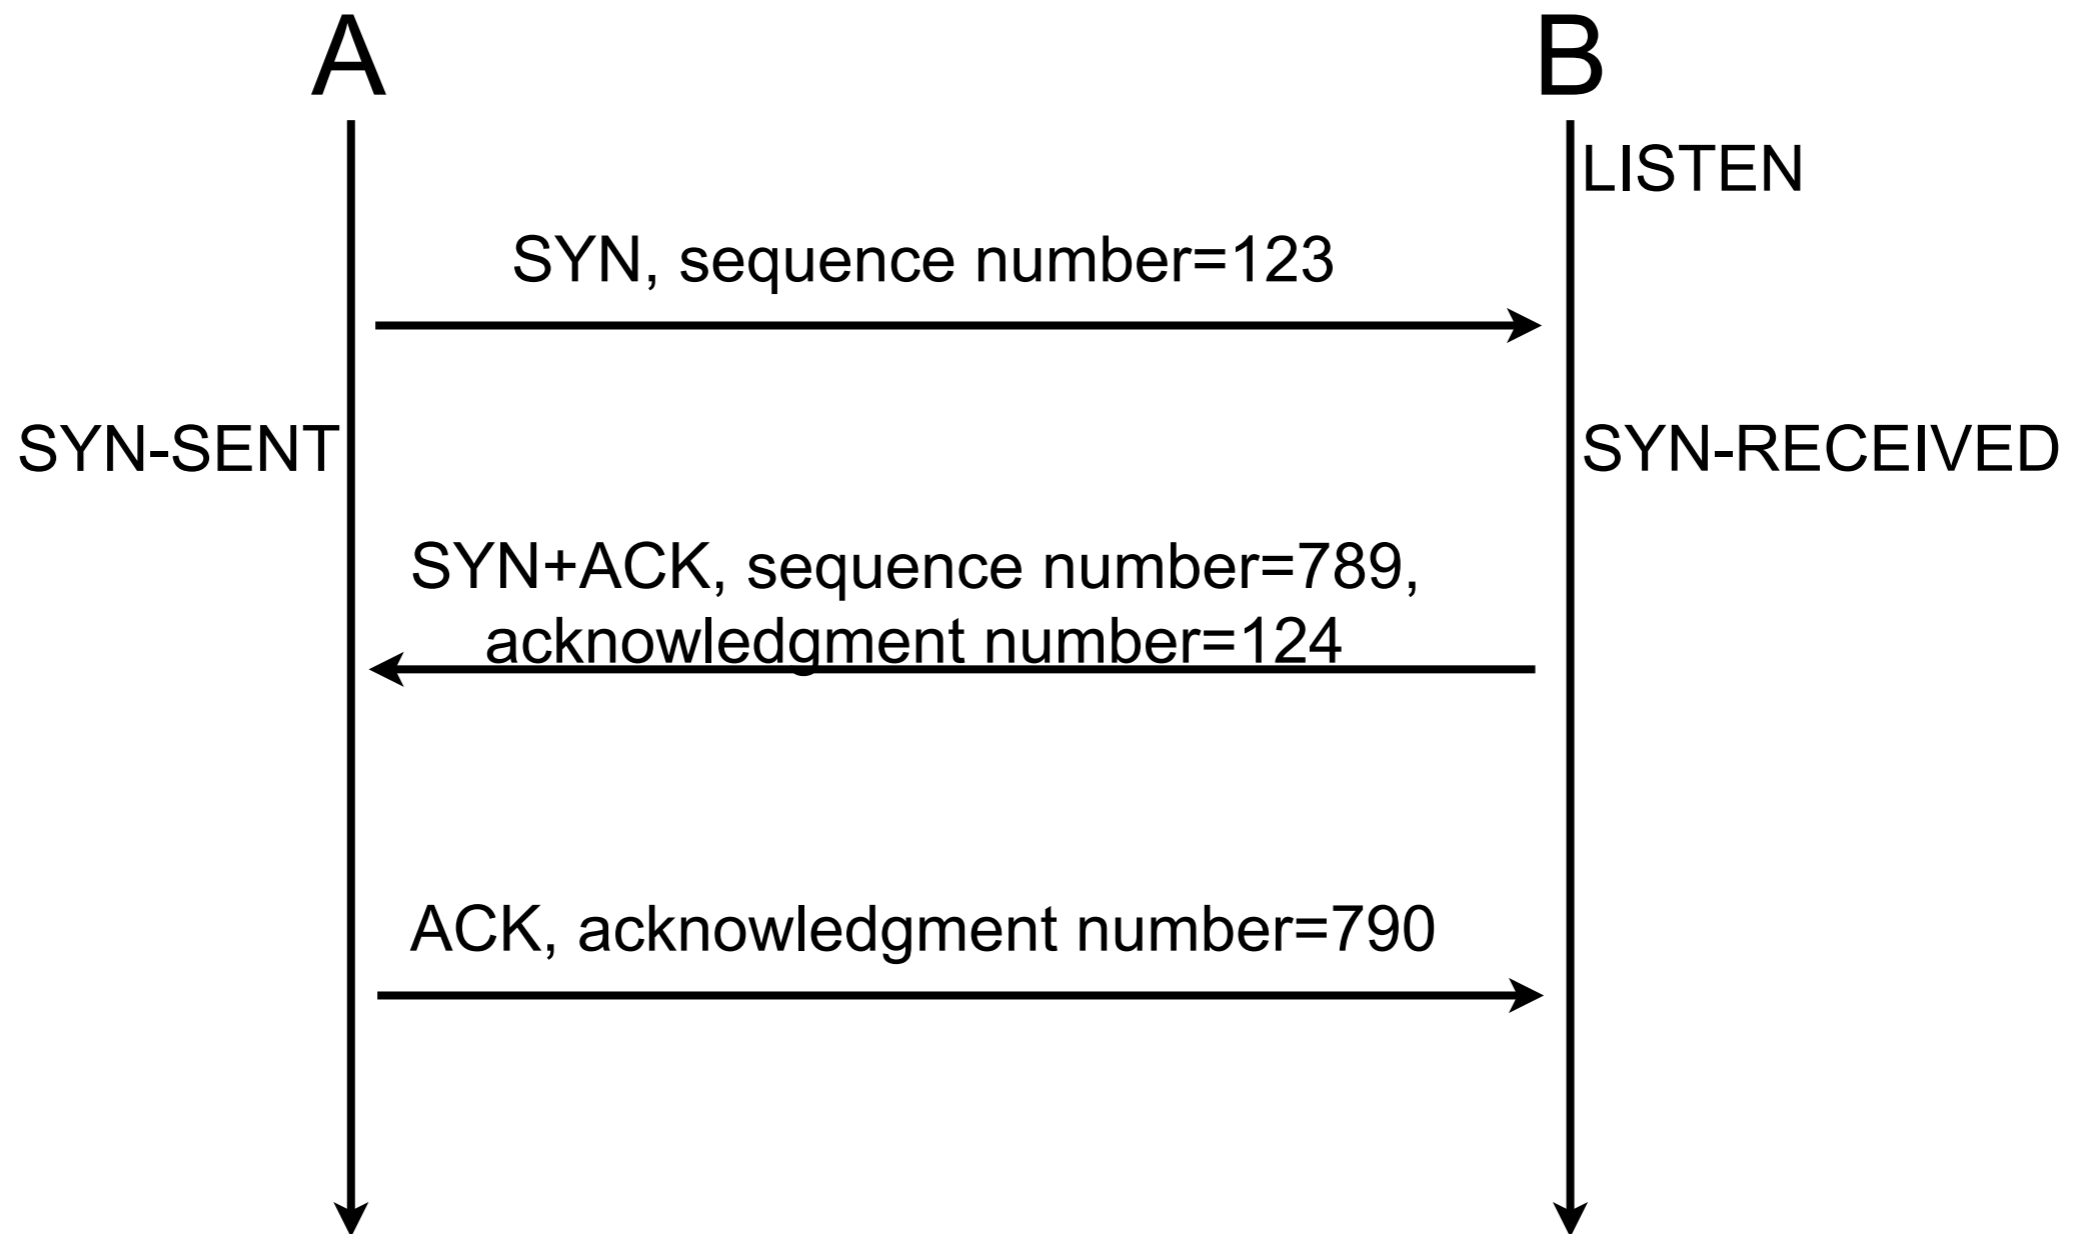 A
B
LISTEN
SYN, sequence number=123
SYN-SENT
SYN-RECEIVED
SYN+ACK, sequence number=789,
acknowledgment number=124
ACK, acknowledgment number=790